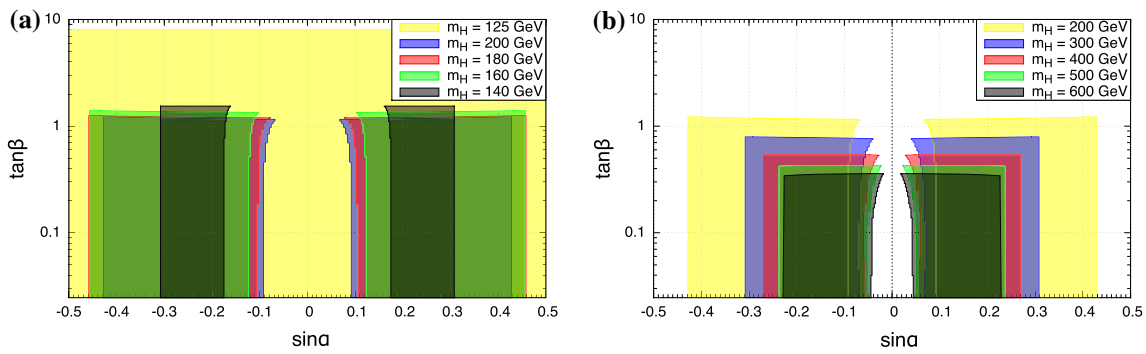 (a)
m_H = 125 GeV
m_H = 200 GeV
m_H = 180 GeV
m_H = 160 GeV
m_H = 140 GeV
10
1
0.1
tanβ
-0.5 -0.4 -0.3 -0.2 -0.1 0 0.1 0.2 0.3 0.4 0.5
sinα
(b)
m_H = 200 GeV
m_H = 300 GeV
m_H = 400 GeV
m_H = 500 GeV
m_H = 600 GeV
10
1
0.1
tanβ
-0.5 -0.4 -0.3 -0.2 -0.1 0 0.1 0.2 0.3 0.4 0.5
sinα